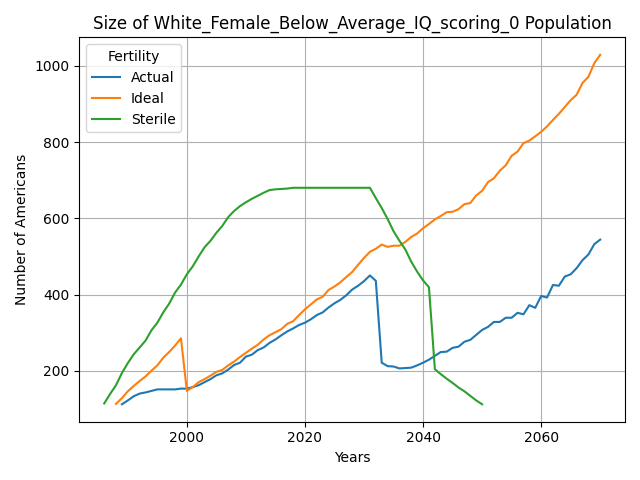 Size of White_Female_Below_Average_IQ_scoring_0 Population
Fertility
Actual
Ideal
Sterile
Number of Americans
1000
800
600
400
200
2000
2020
2040
2060
Years